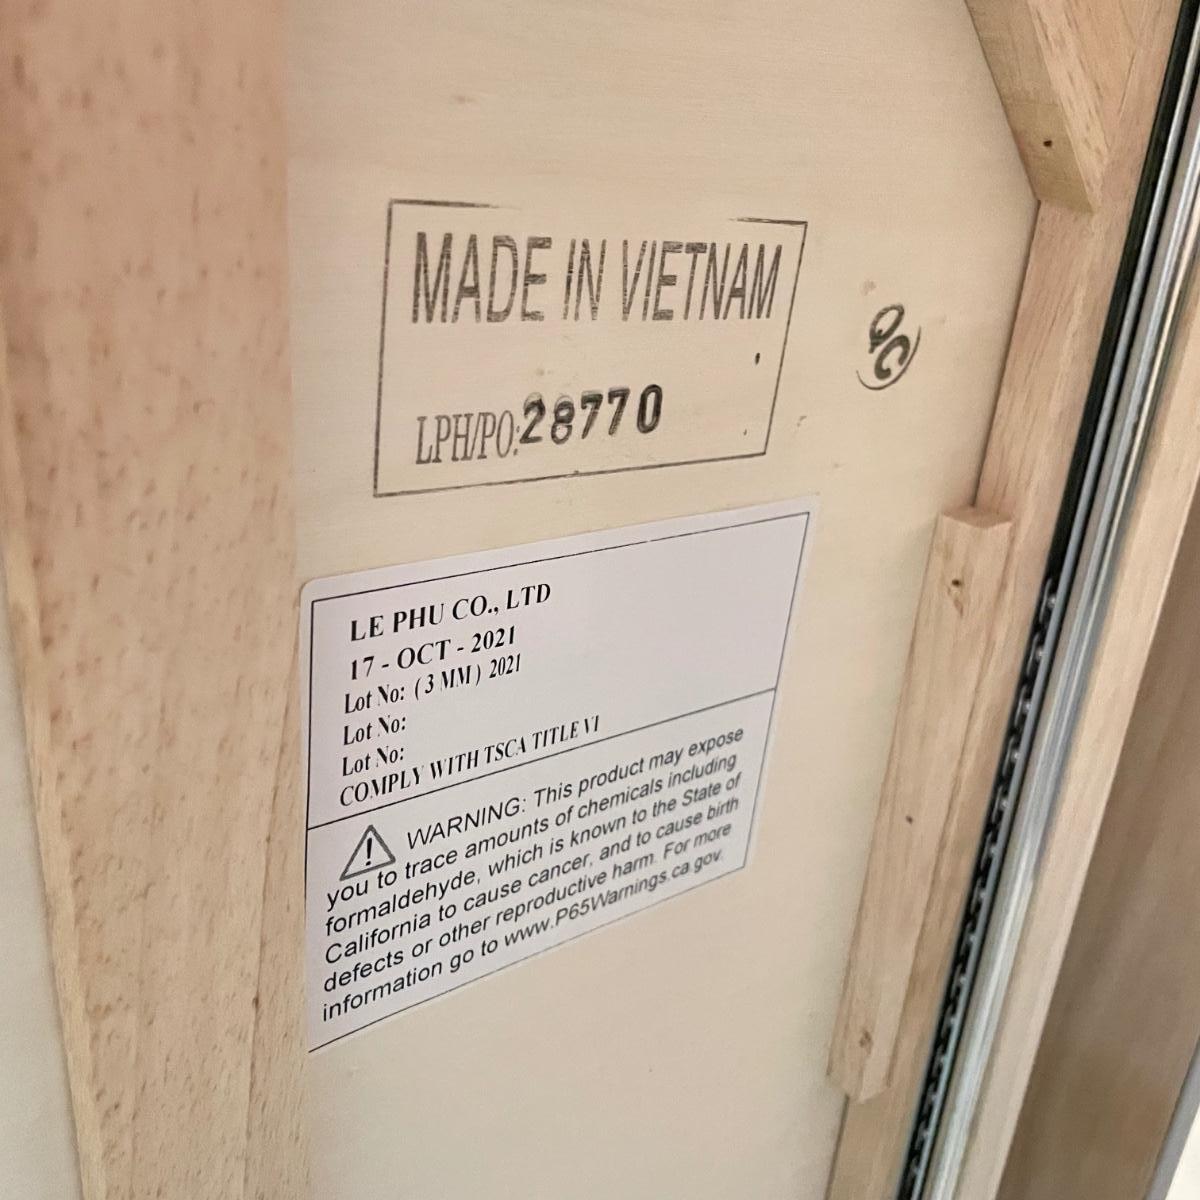 MADE IN VIETNAM
LPH/PO:28770
QC
LE PHU CO., LTD
17 - OCT - 2021
Lot No: ( 3 MM ) 2021
Lot No:
Lot No:
COMPLY WITH TSCA TITLE VI
WARNING: This product may expose
you to trace amounts of chemicals including
formaldehyde, which is known to the State of
California to cause cancer, and to cause birth
defects or other reproductive harm. For more
information go to www.P65Warnings.ca.gov.